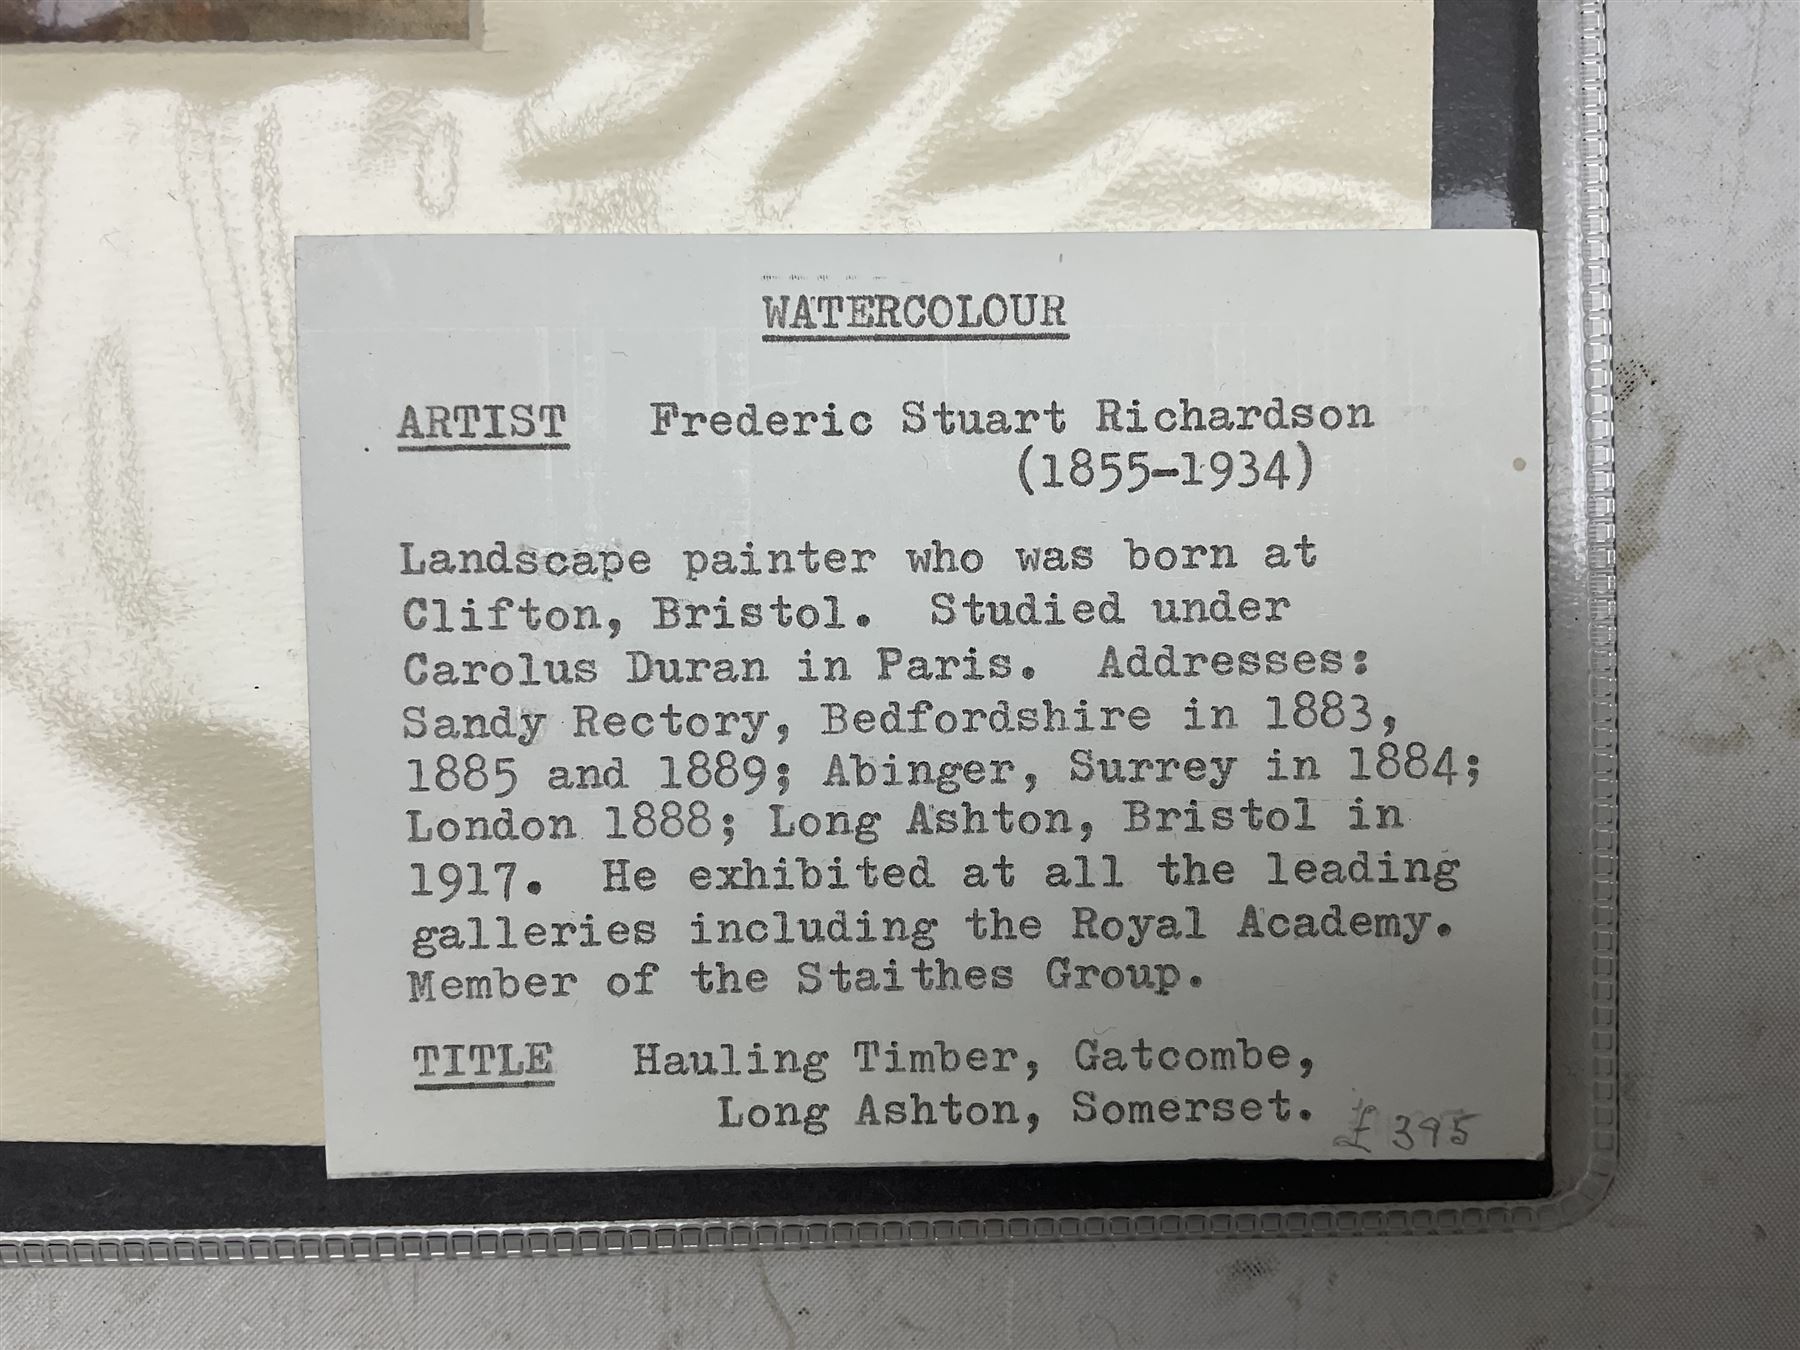 WATERCOLOUR
ARTIST Frederic Stuart Richardson
(1855-1934)
Landscape painter who was born at
Clifton, Bristol. Studied under
Carolus Duran in Paris. Addresses:
Sandy Rectory, Bedfordshire in 1883,
1885 and 1889; Abinger, Surrey in 1884;
London 1888; Long Ashton, Bristol in
1917. He exhibited at all the leading
galleries including the Royal Academy.
Member of the Staithes Group.
TITLE Hauling Timber, Gatcombe,
Long Ashton, Somerset.
£395